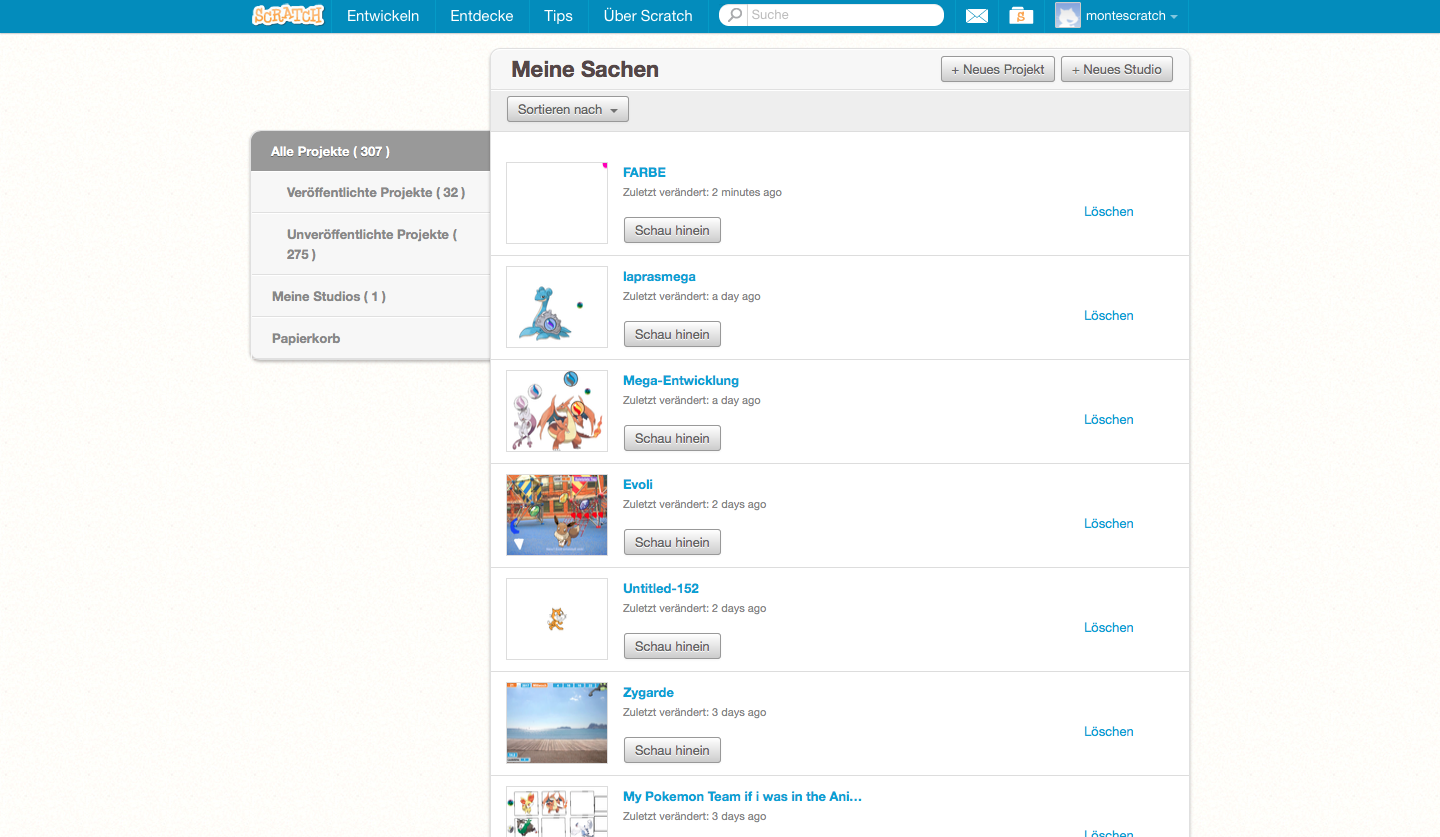 SCRATCH
Entwickeln
Entdecke
Tips
Über Scratch
Suche
S
montescratch
Meine Sachen
+ Neues Projekt
+ Neues Studio
Sortieren nach
Alle Projekte ( 307 )
Veröffentlichte Projekte ( 32 )
Unveröffentlichte Projekte (
275 )
Meine Studios ( 1 )
Papierkorb
FARBE
Zuletzt verändert: 2 minutes ago
Löschen
Schau hinein
laprasmega
Zuletzt verändert: a day ago
Löschen
Schau hinein
Mega-Entwicklung
Zuletzt verändert: a day ago
Löschen
Schau hinein
Evoli
Zuletzt verändert: 2 days ago
Löschen
Schau hinein
Untitled-152
Zuletzt verändert: 2 days ago
Löschen
Schau hinein
Zygarde
Zuletzt verändert: 3 days ago
Löschen
Schau hinein
My Pokemon Team if i was in the Ani...
Zuletzt verändert: 3 days ago
Löschen